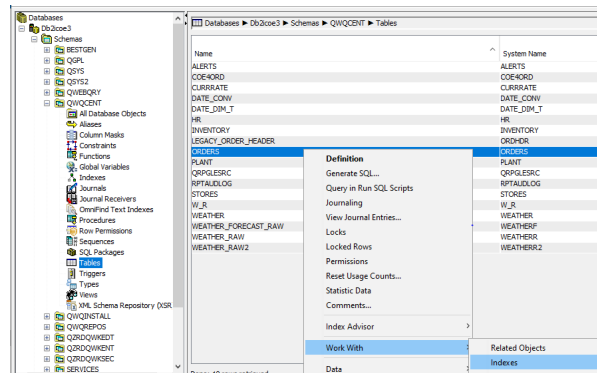 Databases
Db2icoe3
Schemas
BESTGEN
QGPL
QSYS
QSYS2
QWEBQRY
QWQCENT
All Database Objects
Aliases
Column Masks
Constraints
Functions
Global Variables
Indexes
Journals
Journal Receivers
OmniFind Text Indexes
Procedures
Row Permissions
Sequences
SQL Packages
Tables
Triggers
Types
Views
XML Schema Repository (XSR
QWQINSTALL
QWQREPOS
QZRDQWKEDT
QZRDQWKENT
QZRDQWKSEC
SERVICES
Databases ▶ Db2icoe3 ▶ Schemas ▶ QWQCENT ▶ Tables
Name System Name
ALERTS ALERTS
COE4ORD COE4ORD
CURRRATE CURRRATE
DATE_CONV DATE_CONV
DATE_DIM_T DATE_DIM_T
HR HR
INVENTORY INVENTORY
LEGACY_ORDER_HEADER ORDHDR
ORDERS ORDERS
PLANT PLANT
QRPGLESRC QRPGLESRC
RPTAUDLOG RPTAUDLOG
STORES STORES
W_R W_R
WEATHER WEATHER
WEATHER_FORECAST_RAW WEATHERF
WEATHER_RAW WEATHERR
WEATHER_RAW2 WEATHERR2
Definition
Generate SQL...
Query in Run SQL Scripts
Journaling
View Journal Entries...
Locks
Locked Rows
Permissions
Reset Usage Counts...
Statistic Data
Comments...
Index Advisor
Work With
Data
Related Objects
Indexes